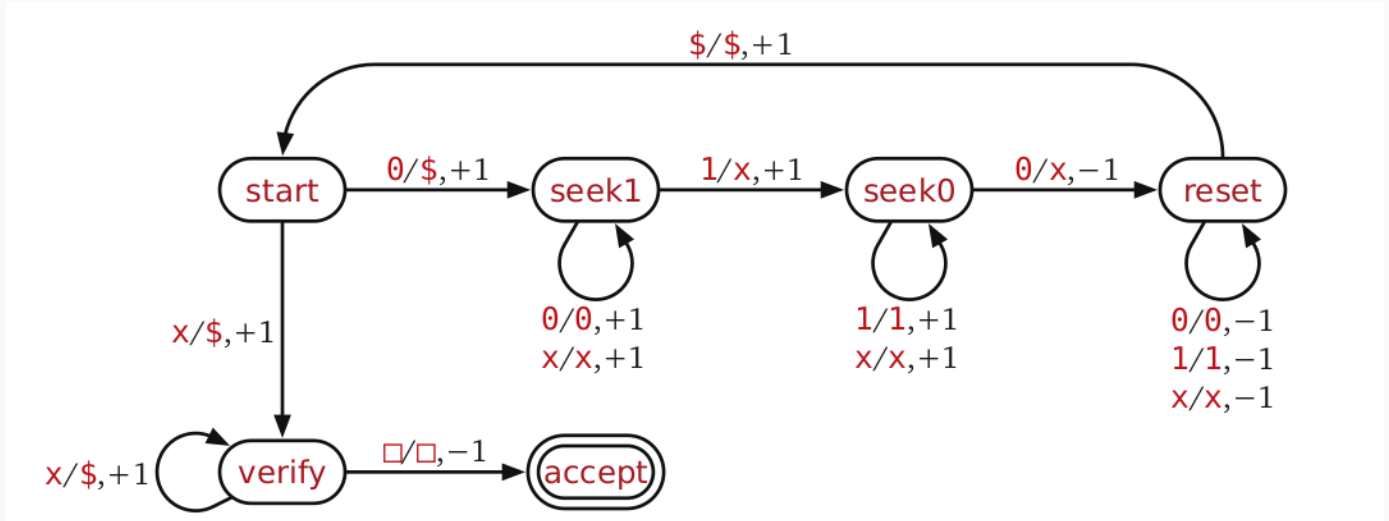 $/$,+1
start
0/$,+1
seek1
1/x,+1
seek0
0/x,−1
reset
0/0,+1
x/x,+1
1/1,+1
x/x,+1
0/0,−1
1/1,−1
x/x,−1
x/$,+1
x/$,+1
verify
□/□,−1
accept